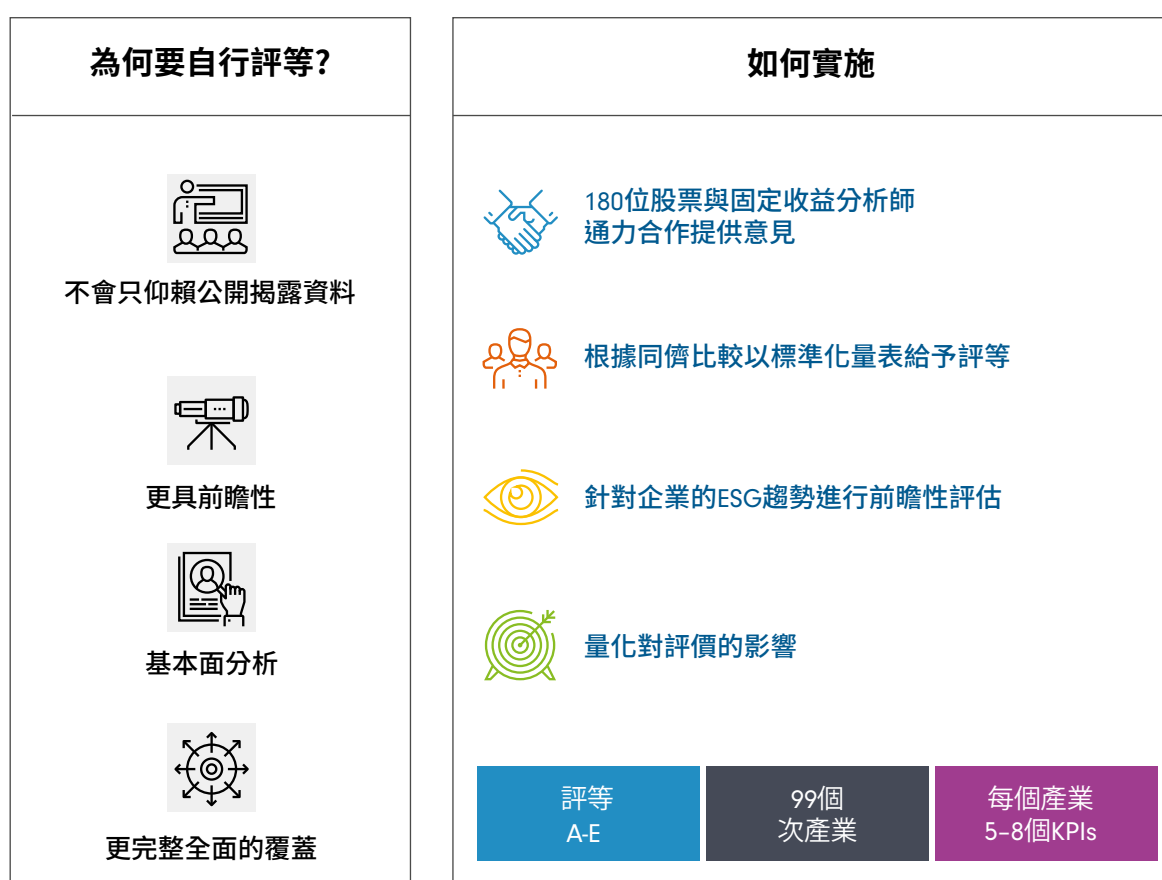 為何要自行評等?
不會只仰賴公開揭露資料
更具前瞻性
基本面分析
更完整全面的覆蓋
如何實施
180位股票與固定收益分析師
通力合作提供意見
根據同儕比較以標準化量表給予評等
針對企業的ESG趨勢進行前瞻性評估
量化對評價的影響
評等
A-E
99個
次產業
每個產業
5-8個KPIs